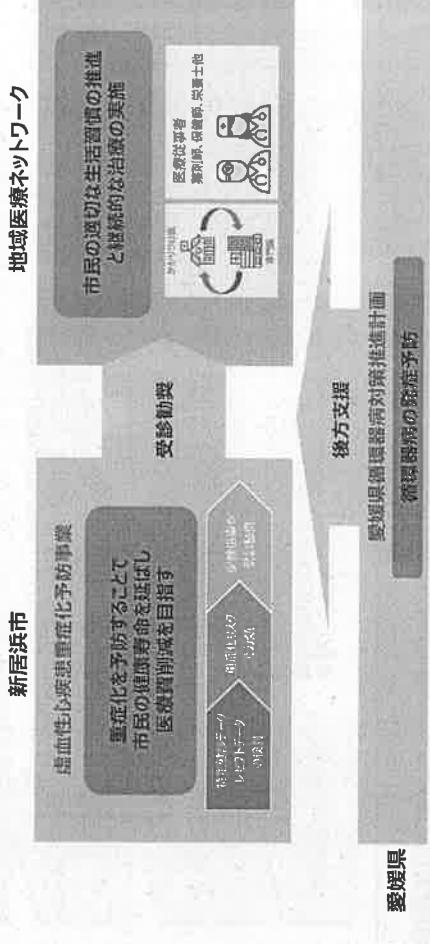 新居浜市
虚血性心疾患重症化予防事業
重症化を予防することで
市民の健康寿命を延ばし
医療費削減を目指す
受診勧奨
地域医療ネットワーク
市民の適切な生活習慣の推進
と継続的な治療の実施
医療従事者
薬剤師、保健師、栄養士他
後方支援
愛媛県
愛媛県循環器病対策推進計画
循環器病の発症予防